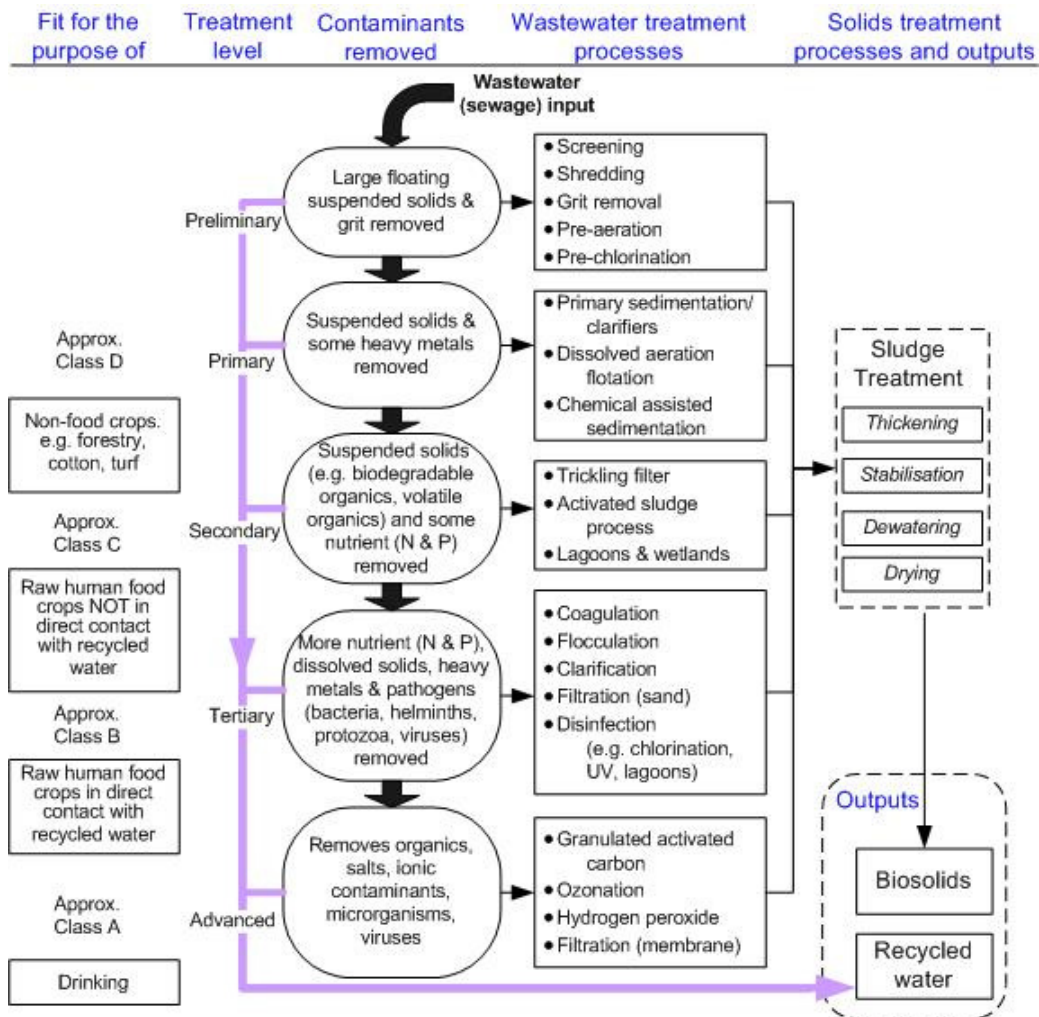 Fit for the
purpose of
Treatment
level
Contaminants
removed
Wastewater treatment
processes
Solids treatment
processes and outputs
Wastewater
(sewage) input
Preliminary
Large floating
suspended solids &
grit removed
● Screening
● Shredding
● Grit removal
● Pre-aeration
● Pre-chlorination
Approx.
Class D
Primary
Suspended solids &
some heavy metals
removed
● Primary sedimentation/
clarifiers
● Dissolved aeration
flotation
● Chemical assisted
sedimentation
Non-food crops.
e.g. forestry,
cotton, turf
Approx.
Class C
Secondary
Suspended solids
(e.g. biodegradable
organics, volatile
organics) and some
nutrient (N & P)
removed
● Trickling filter
● Activated sludge
process
● Lagoons & wetlands
Sludge
Treatment
Thickening
Stabilisation
Dewatering
Drying
Raw human food
crops NOT in
direct contact
with recycled
water
Approx.
Class B
Tertiary
More nutrient (N & P),
dissolved solids, heavy
metals & pathogens
(bacteria, helminths,
protozoa, viruses)
removed
● Coagulation
● Flocculation
● Clarification
● Filtration (sand)
● Disinfection
(e.g. chlorination,
UV, lagoons)
Raw human food
crops in direct
contact with
recycled water
Approx.
Class A
Drinking
Advanced
Removes organics,
salts, ionic
contaminants,
microrganisms,
viruses
● Granulated activated
carbon
● Ozonation
● Hydrogen peroxide
● Filtration (membrane)
Outputs
Biosolids
Recycled
water